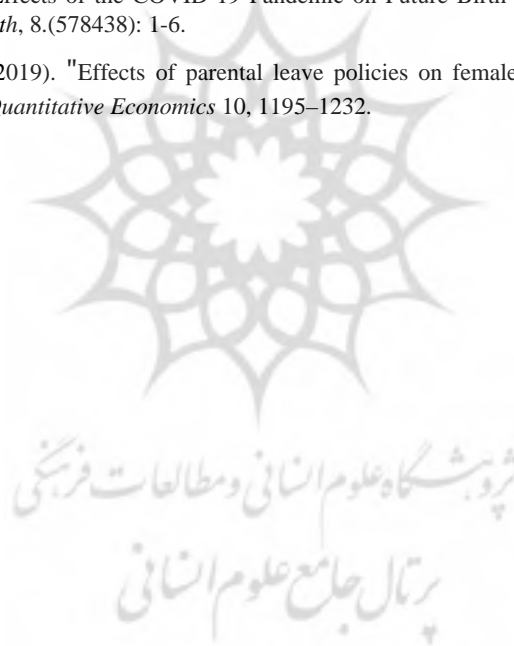 ffects of the COVID-19 Pandemic on Future Birth
th, 8.(578438): 1-6.
2019). "Effects of parental leave policies on female
Quantitative Economics 10, 1195–1232.
پژوهشگاه علوم انسانی و مطالعات فرهنگی
پرتال جامع علوم انسانی